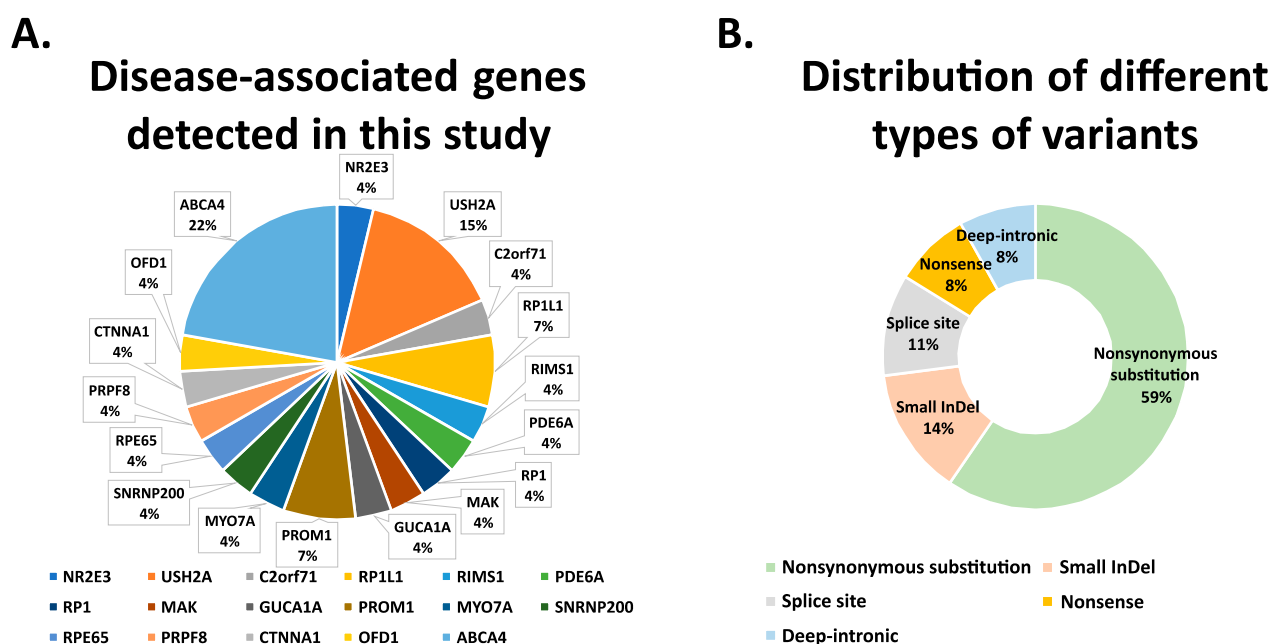 A.
Disease-associated genes
detected in this study
NR2E3
4%
USH2A
15%
C2orf71
4%
RP1L1
7%
RIMS1
4%
PDE6A
4%
RP1
4%
MAK
4%
GUCA1A
4%
PROM1
7%
MYO7A
4%
SNRNP200
4%
RPE65
4%
PRPF8
4%
CTNNA1
4%
OFD1
4%
ABCA4
22%
NR2E3 USH2A C2orf71 RP1L1 RIMS1 PDE6A
RP1 MAK GUCA1A PROM1 MYO7A SNRNP200
RPE65 PRPF8 CTNNA1 OFD1 ABCA4
B.
Distribution of different
types of variants
Nonsynonymous
substitution
59%
Small InDel
14%
Splice site
11%
Nonsense
8%
Deep-intronic
8%
Nonsynonymous substitution Small InDel
Splice site Nonsense
Deep-intronic